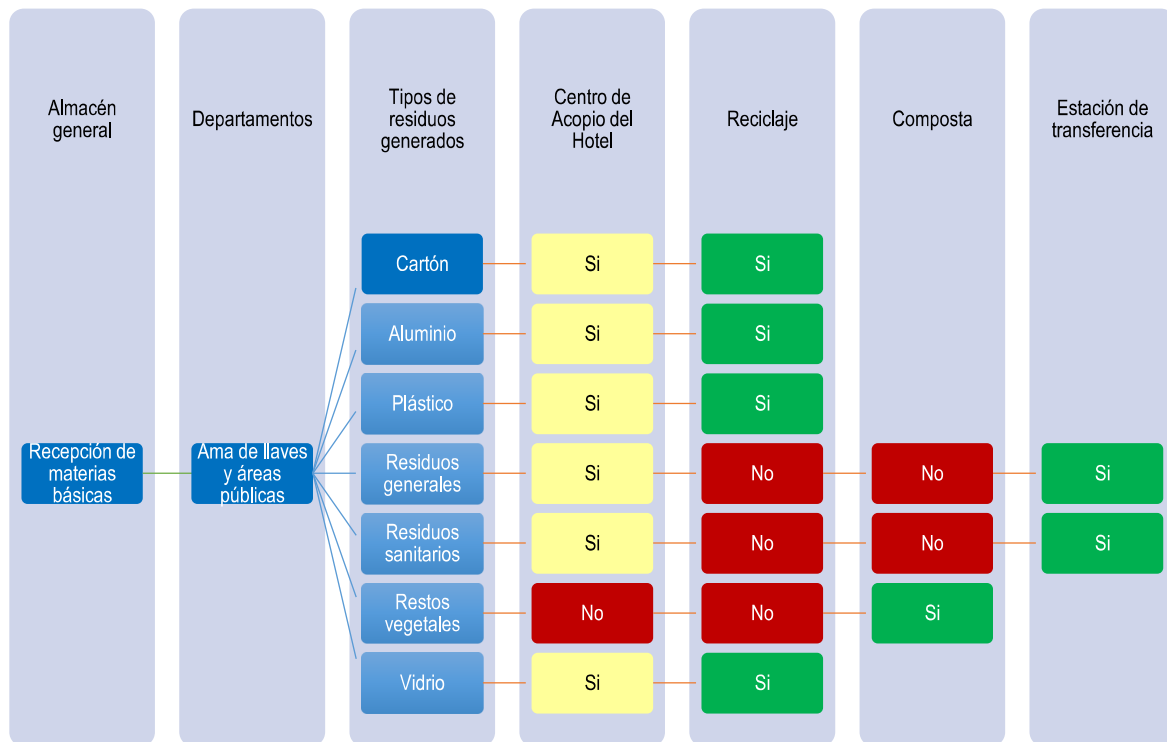 Almacén
general
Departamentos
Tipos de
residuos
generados
Centro de
Acopio del
Hotel
Reciclaje
Composta
Estación de
transferencia
Cartón
Si
Si
Aluminio
Si
Si
Plástico
Si
Si
Recepción de
materias
básicas
Ama de llaves
y áreas
públicas
Residuos
generales
Si
No
No
Si
Residuos
sanitarios
Si
No
No
Si
Restos
vegetales
No
No
Si
Vidrio
Si
Si